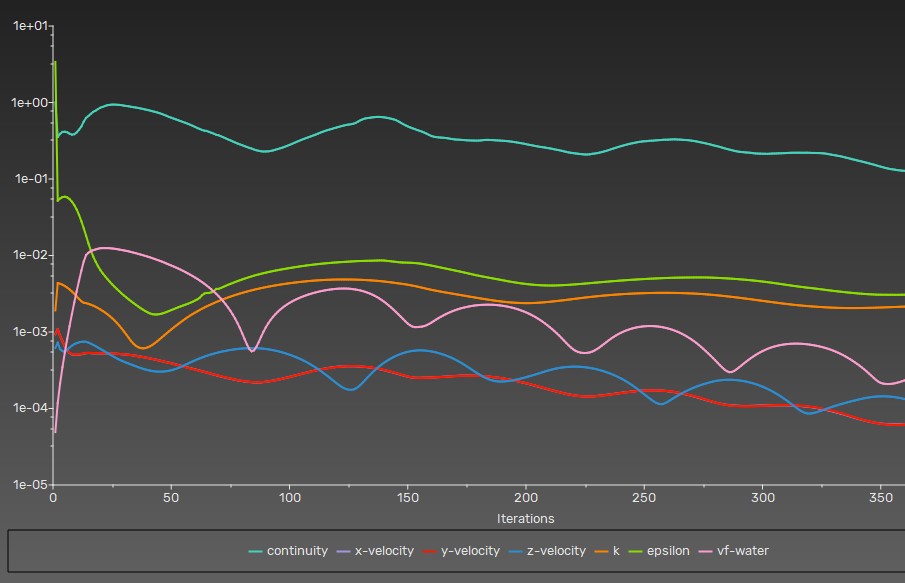 1e+01
1e+00
1e-01
1e-02
1e-03
1e-04
1e-05
0 50 100 150 200 250 300 350
Iterations
continuity x-velocity y-velocity z-velocity k epsilon vf-water